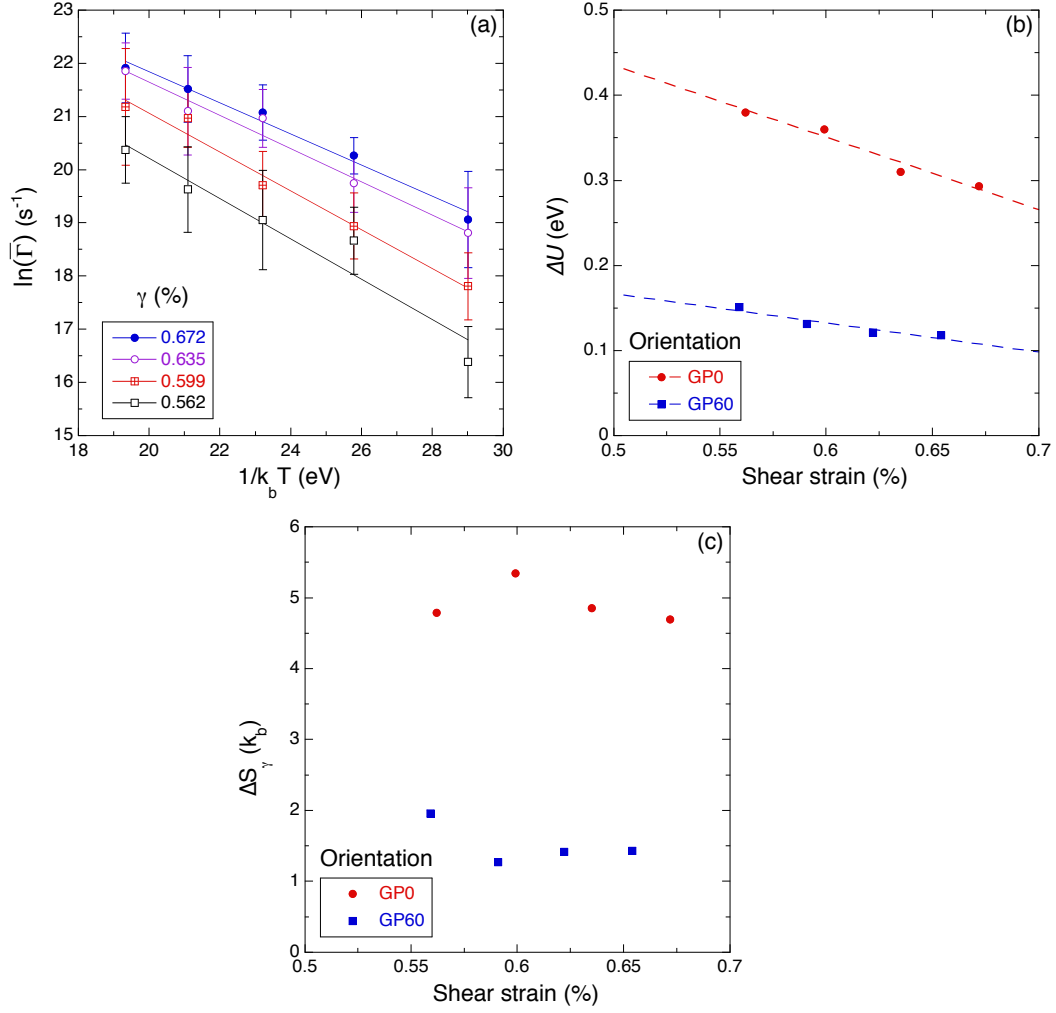 (a)
23
22
21
20
19
18
17
16
15
ln(Γ̅) (s⁻¹)
γ (%)
0.672
0.635
0.599
0.562
18 20 22 24 26 28 30
1/k_b T (eV)
(b)
0.5
0.4
0.3
0.2
0.1
0
ΔU (eV)
Orientation
GP0
GP60
0.5 0.55 0.6 0.65 0.7
Shear strain (%)
(c)
6
5
4
3
2
1
0
ΔS_γ (k_b)
Orientation
GP0
GP60
0.5 0.55 0.6 0.65 0.7
Shear strain (%)